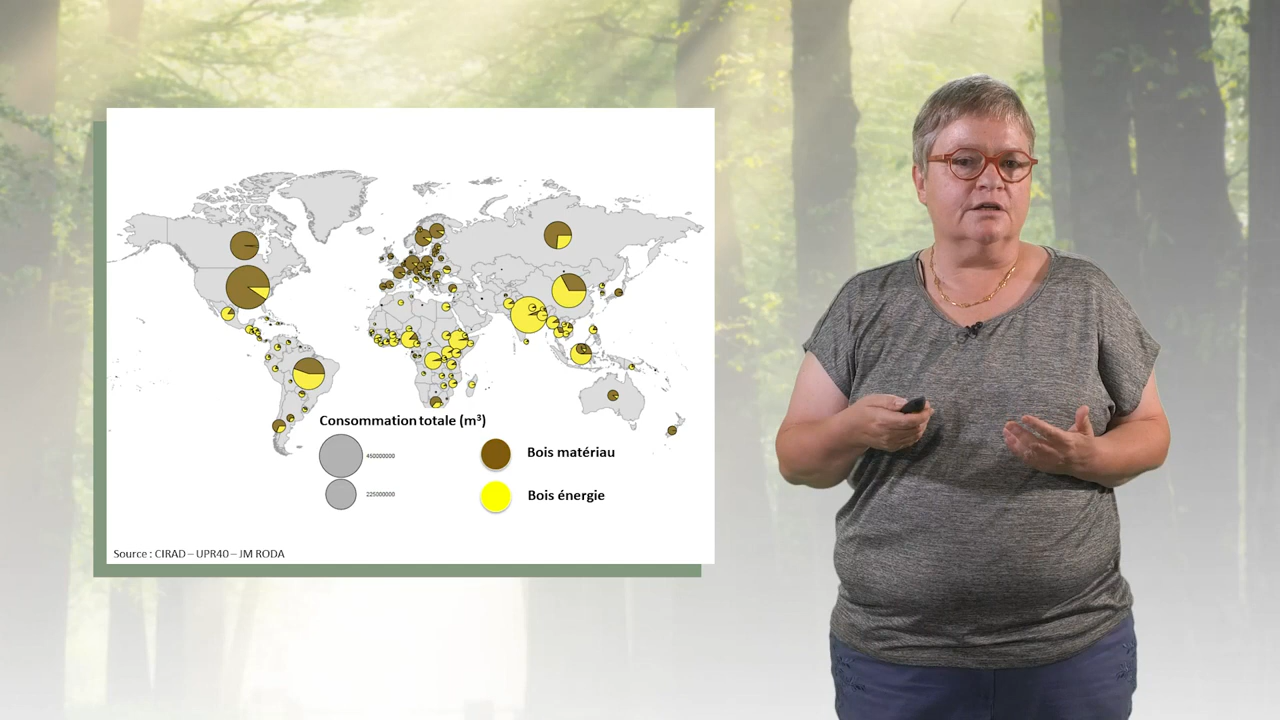 Consommation totale (m³)
450000000
225000000
Bois matériau
Bois énergie
Source : CIRAD – UPR40 – JM RODA